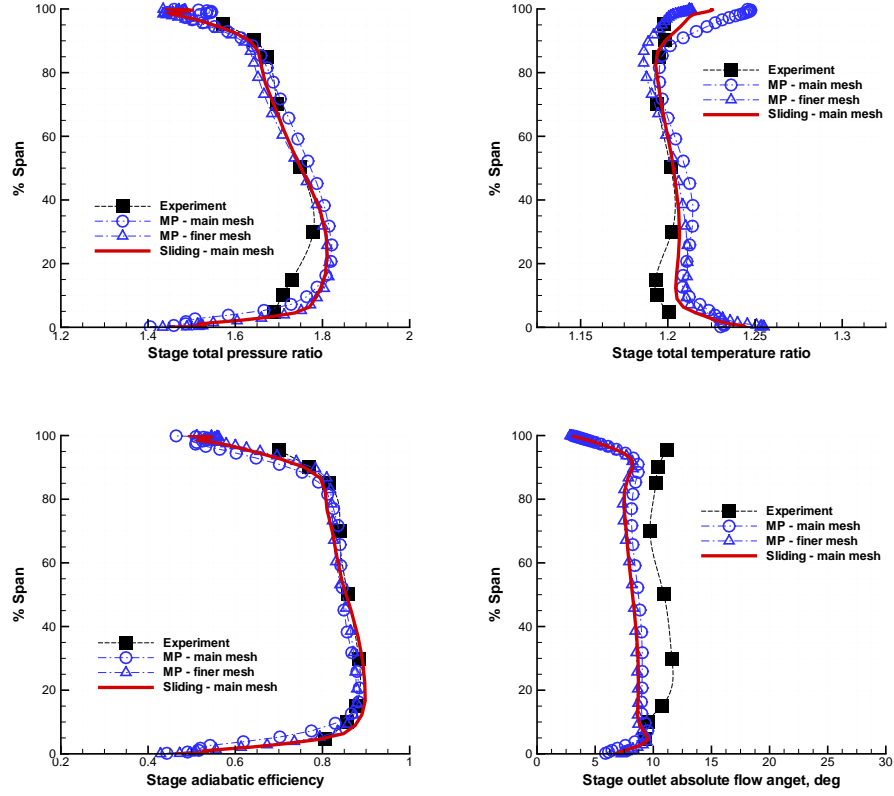 100
80
60
40
20
0
% Span
Experiment
MP - main mesh
MP - finer mesh
Sliding - main mesh
1.2
1.4
1.6
1.8
2
Stage total pressure ratio
100
80
60
40
20
0
% Span
Experiment
MP - main mesh
MP - finer mesh
Sliding - main mesh
1.15
1.2
1.25
1.3
Stage total temperature ratio
100
80
60
40
20
0
% Span
Experiment
MP - main mesh
MP - finer mesh
Sliding - main mesh
0.2
0.4
0.6
0.8
1
Stage adiabatic efficiency
100
80
60
40
20
0
% Span
Experiment
MP - main mesh
MP - finer mesh
Sliding - main mesh
0
5
10
15
20
25
30
Stage outlet absolute flow anget, deg